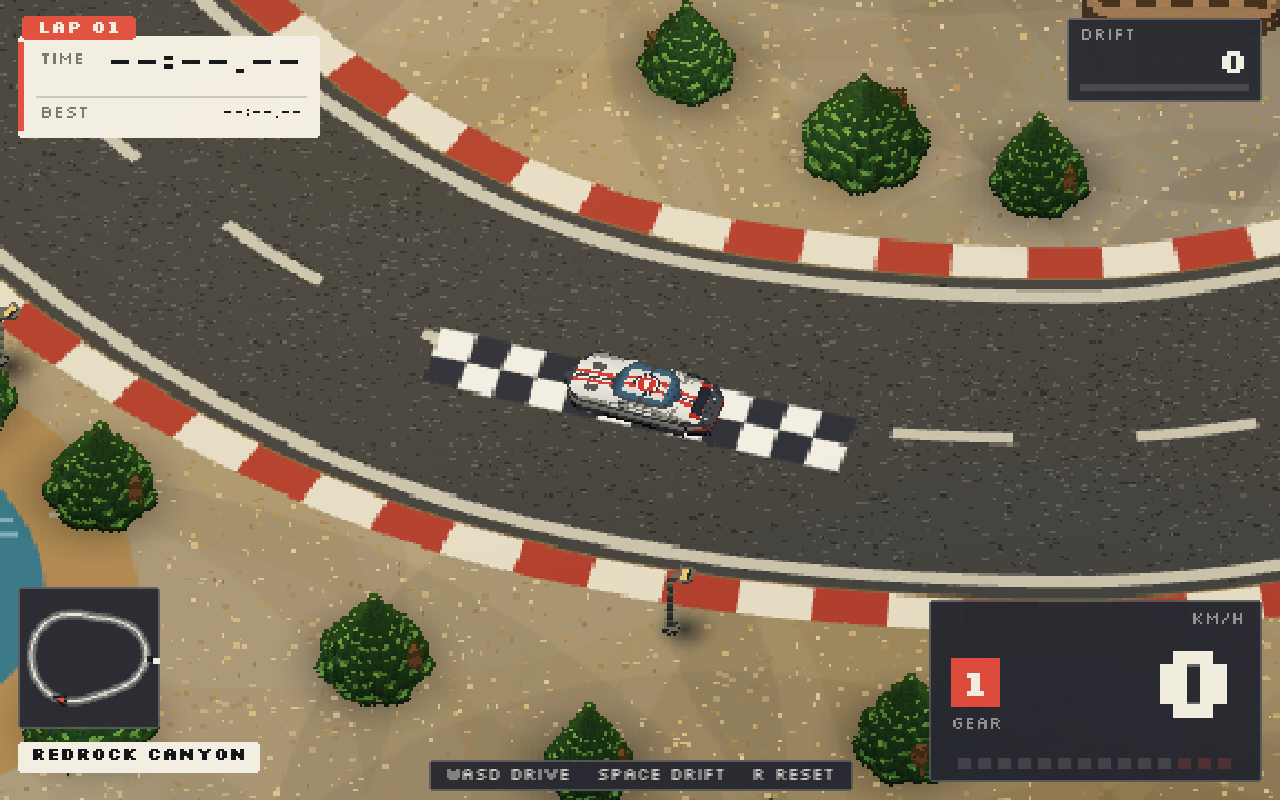 LAP 01
TIME --:--.--
BEST --:--.--
DRIFT
0
KM/H
1
0
GEAR
REDROCK CANYON
WASD DRIVE SPACE DRIFT R RESET